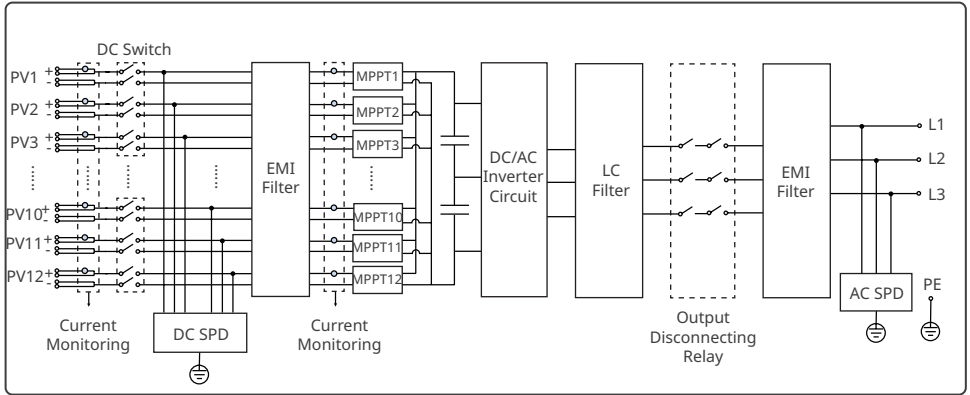 DC Switch
PV1 + -
PV2 + -
PV3 + -
PV10 + -
PV11 + -
PV12 + -
Current
Monitoring
DC SPD
EMI
Filter
Current
Monitoring
MPPT1
MPPT2
MPPT3
MPPT10
MPPT11
MPPT12
DC/AC
Inverter
Circuit
LC
Filter
Output
Disconnecting
Relay
EMI
Filter
L1
L2
L3
AC SPD
PE